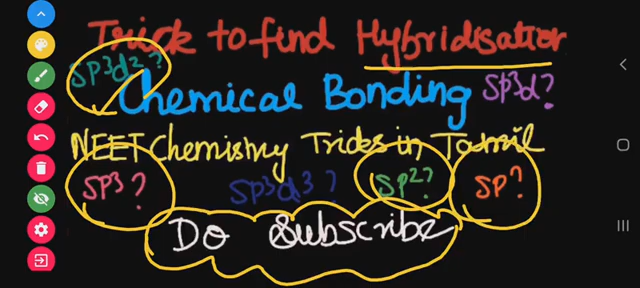 Trick to find Hybridisation
sp³d²?
Chemical Bonding sp³d?
NEET Chemistry Tricks in Tamil
sp³? sp³d³? sp²? sp?
Do Subscribe